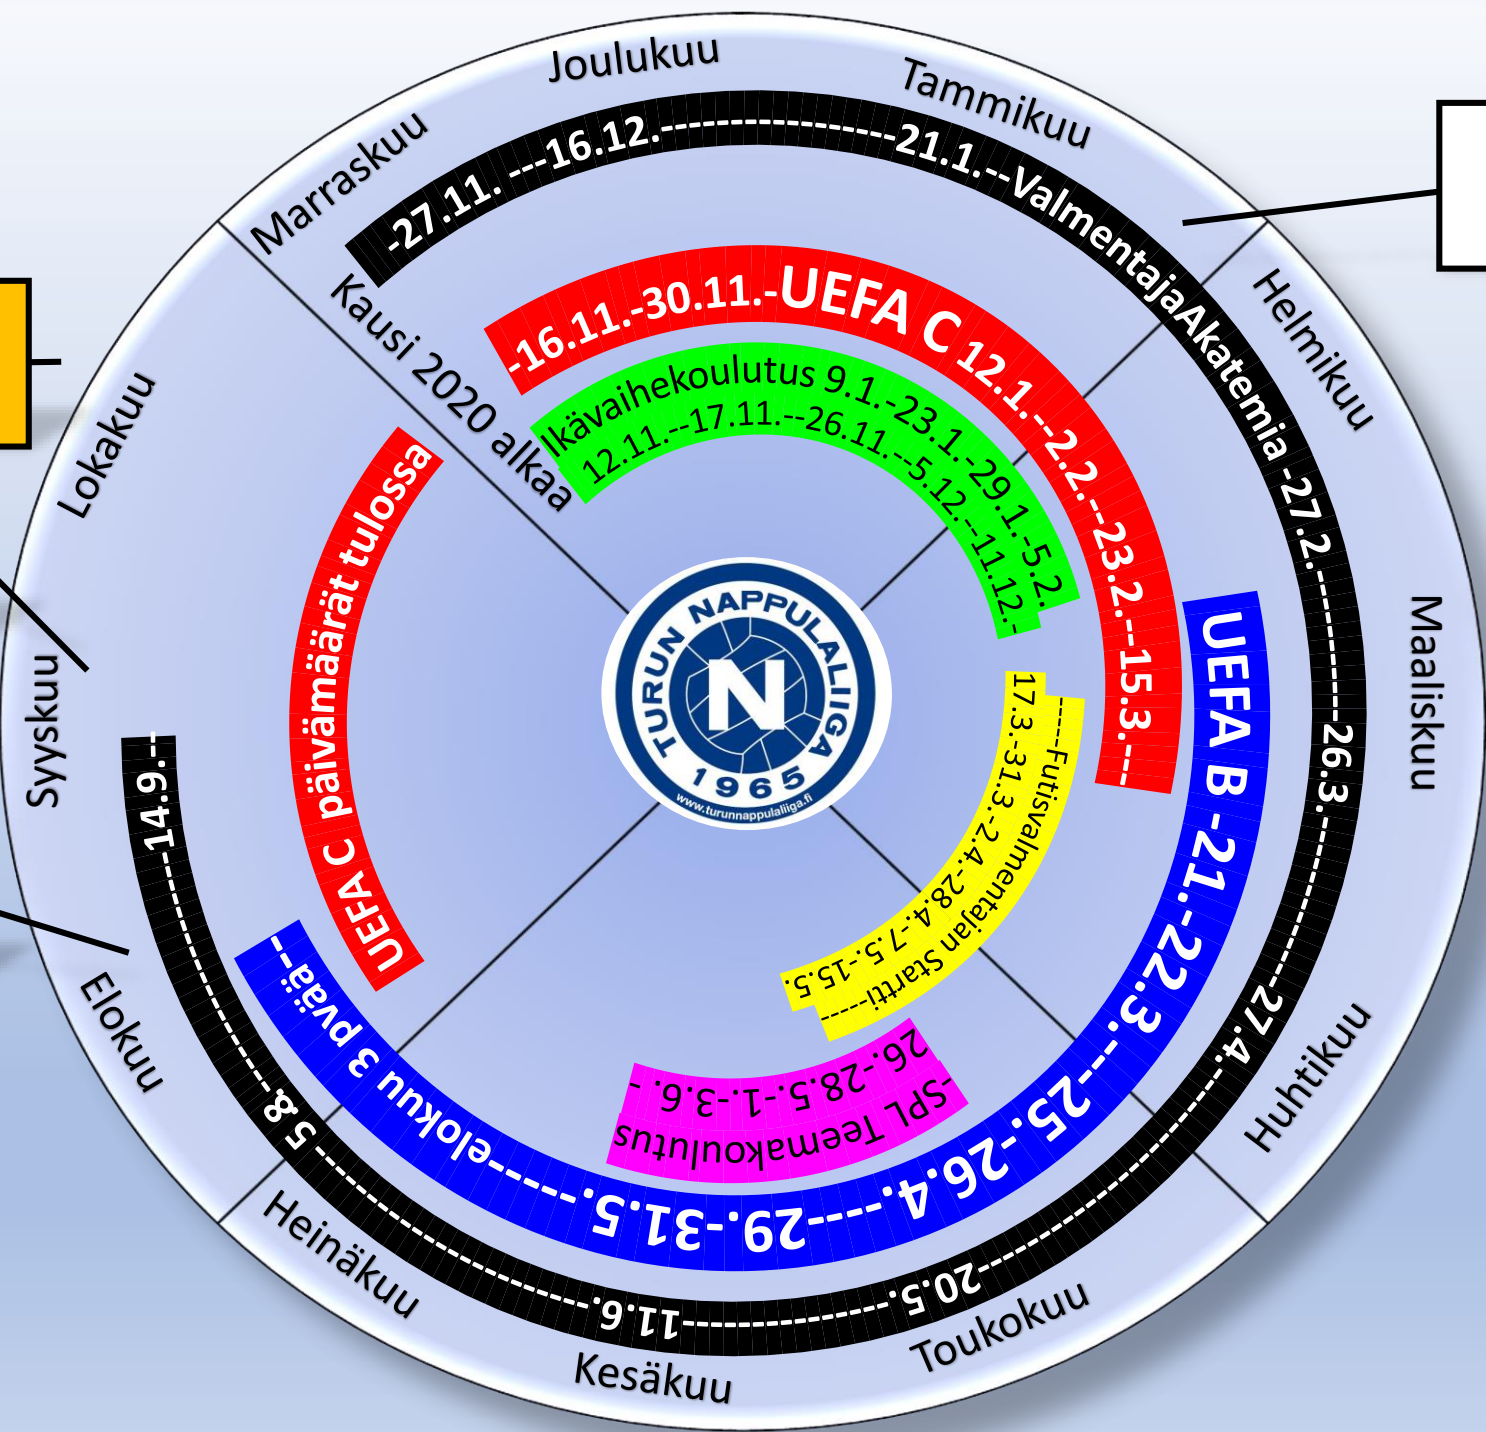 Joulukuu
Tammikuu
Helmikuu
Maaliskuu
Huhtikuu
Toukokuu
Kesäkuu
Heinäkuu
Elokuu
Syyskuu
Lokakuu
Marraskuu
-27.11. ---16.12.----------------21.1.--ValmentajaAkatemia -27.2.----------26.3.-----------27.4.----------------20.5.------------11.6.----------------5.8.----------------14.9.--
Kausi 2020 alkaa
-16.11.-30.11.-UEFA C 12.1.--2.2.--23.2.--15.3.---
Ikävaihekoulutus 9.1.-23.1.-29.1.-5.2.
12.11.--17.11.--26.11.--5.12.--11.12.-
UEFA B -21.-22.3.---25.-26.4.----29.-31.5.----elokuu 3 pvää--
----Futisvalmentajan Startti----
17.3.-31.3.-2.4.-28.4.-7.5.-15.5.
26.-28.5.-1.-3.6. -
-SPL Teemakoulutus
UEFA C päivämäärät tulossa
TURUN NAPPULALIIGA
N
1965
www.turunnappulaliiga.fi